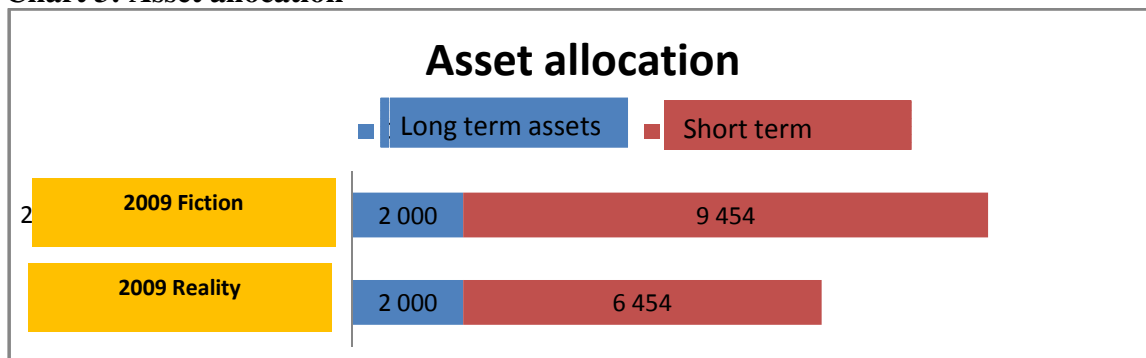 Asset allocation
Long term assets
Short term
2
2009 Fiction
2 000
9 454
2009 Reality
2 000
6 454